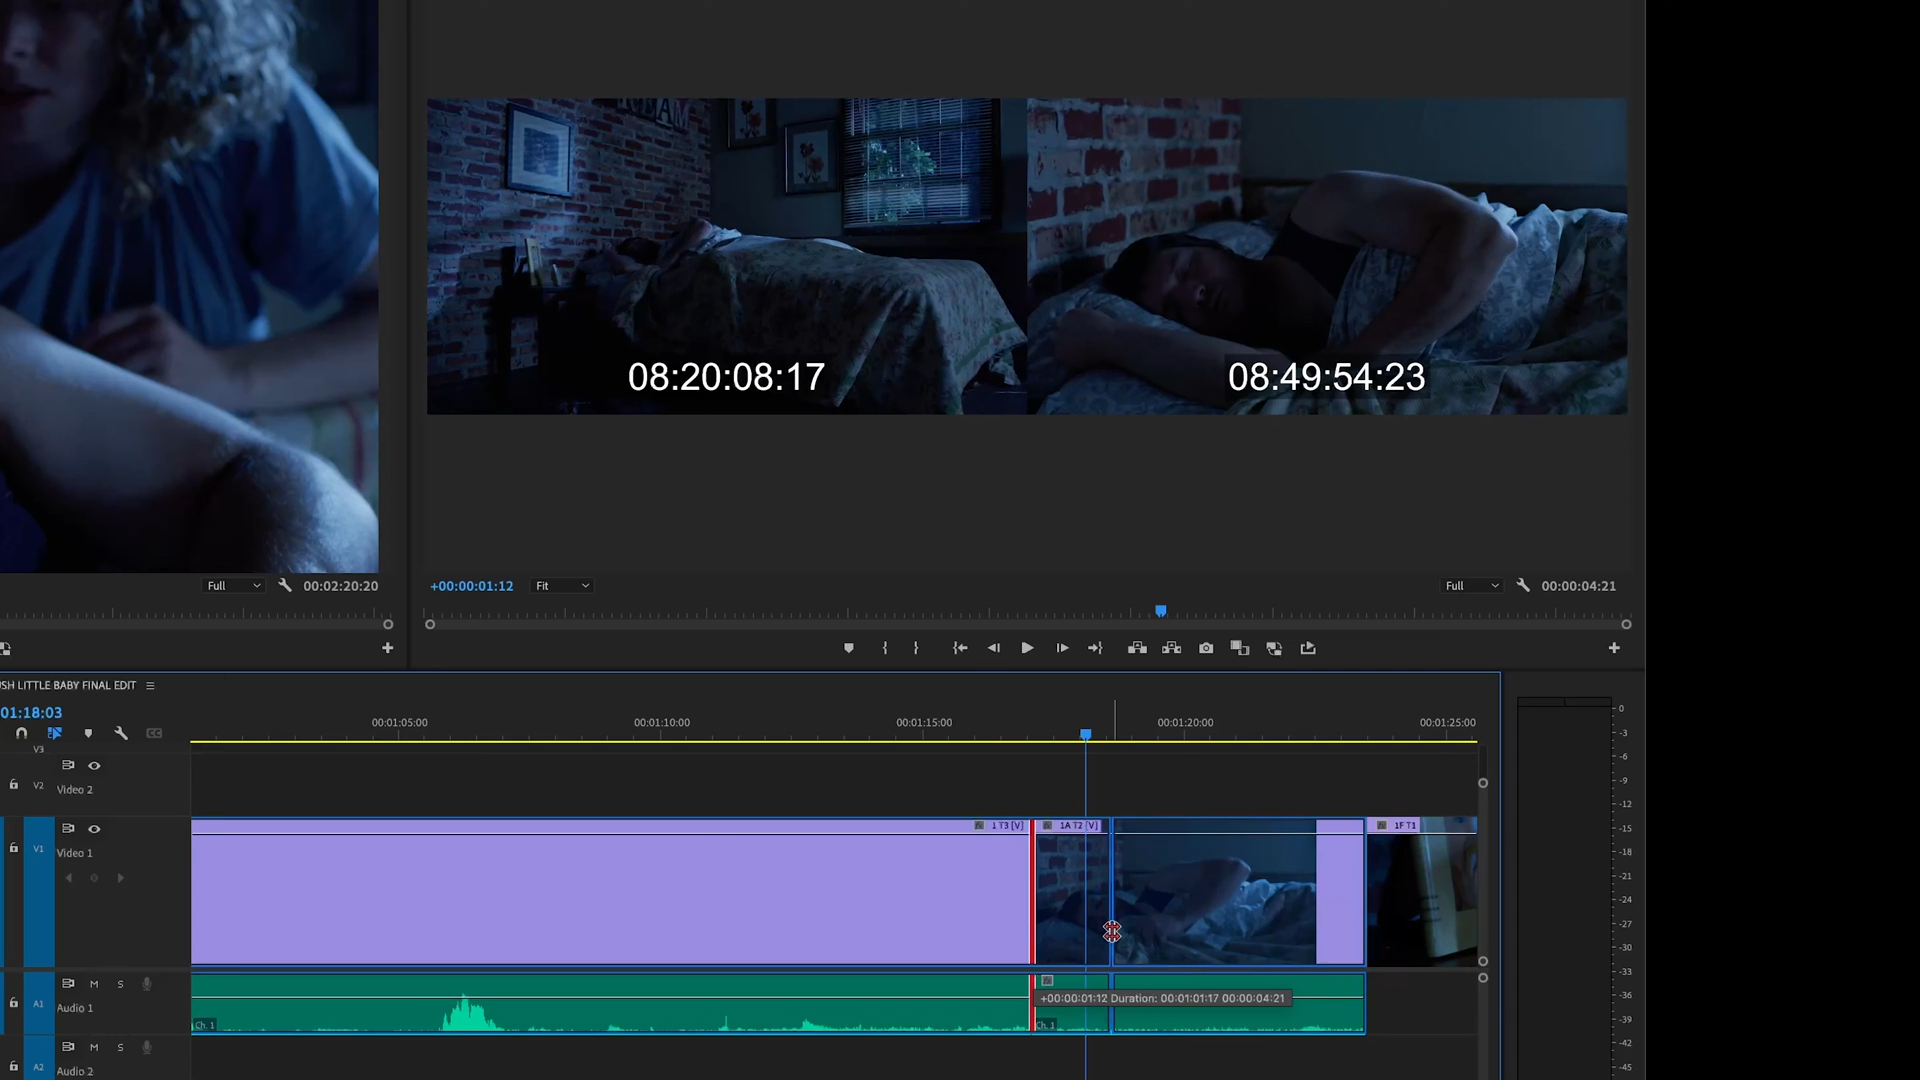 08:20:08:17
08:49:54:23
Full
00:02:20:20
+00:00:01:12
Fit
Full
00:00:04:21
SH LITTLE BABY FINAL EDIT
01:18:03
00:01:05:00
00:01:10:00
00:01:15:00
00:01:20:00
00:01:25:00
V3
V2
Video 2
V1
Video 1
1 T3 [V]
1A T2 [V]
1F T1
A1
M
S
Audio 1
Ch. 1
Ch. 1
+00:00:01:12 Duration: 00:01:01:17 00:00:04:21
A2
M
S
Audio 2
0
-3
-6
-9
-12
-15
-18
-21
-24
-27
-30
-33
-36
-39
-42
-45